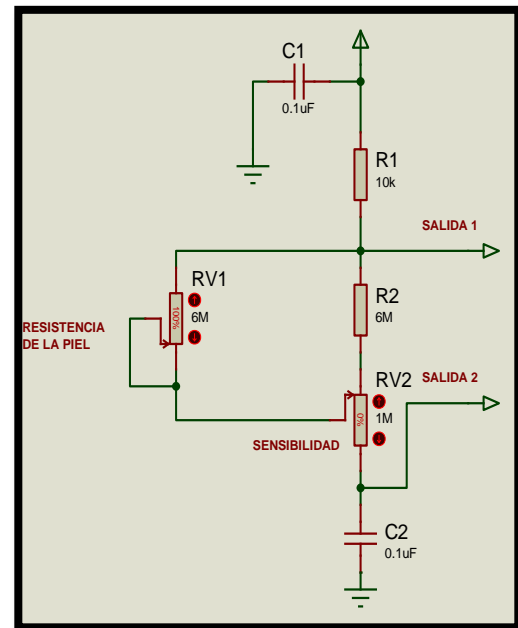 C1
0.1uF
R1
10k
SALIDA 1
RV1
100%
6M
R2
6M
RESISTENCIA
DE LA PIEL
RV2
SALIDA 2
0%
1M
SENSIBILIDAD
C2
0.1uF